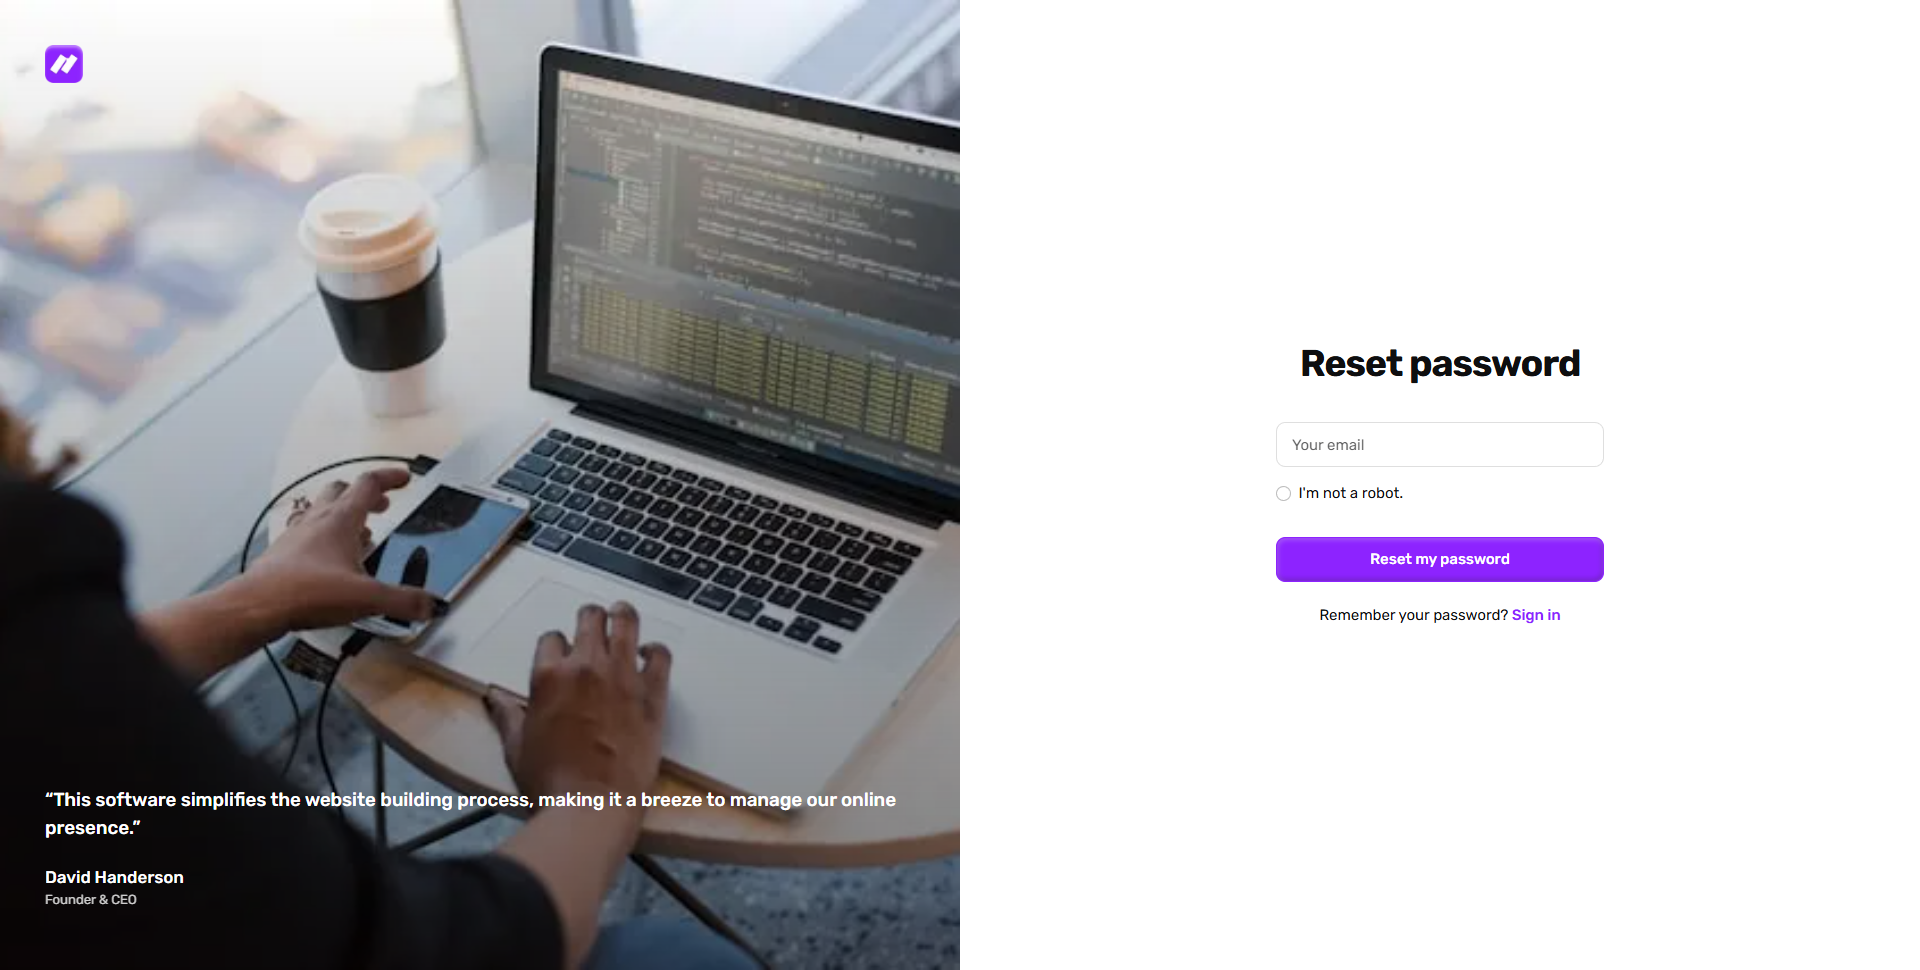 “This software simplifies the website building process, making it a breeze to manage our online
presence.”
David Handerson
Founder & CEO
Reset password
Your email
I'm not a robot.
Reset my password
Remember your password? Sign in